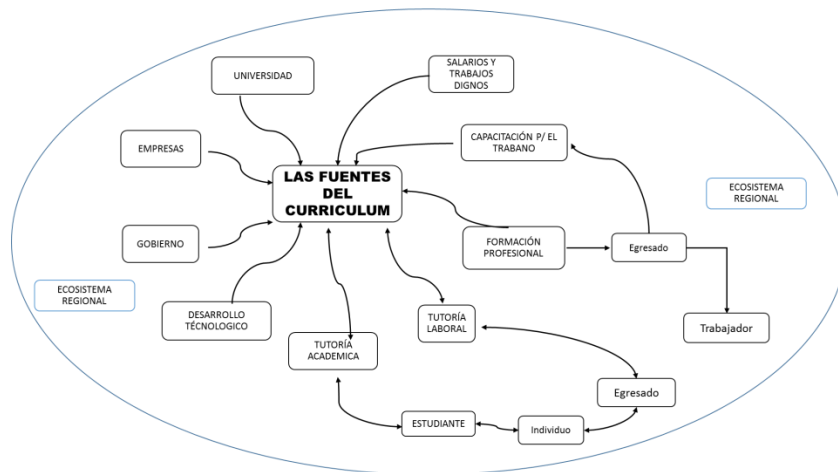 UNIVERSIDAD
SALARIOS Y
TRABAJOS
DIGNOS
EMPRESAS
CAPACITACIÓN P/ EL
TRABANO
LAS FUENTES
DEL
CURRICULUM
ECOSISTEMA
REGIONAL
GOBIERNO
FORMACIÓN
PROFESIONAL
Egresado
ECOSISTEMA
REGIONAL
DESARROLLO
TÉCNOLOGICO
TUTORÍA
LABORAL
Trabajador
TUTORÍA
ACADEMICA
Egresado
ESTUDIANTE
Individuo